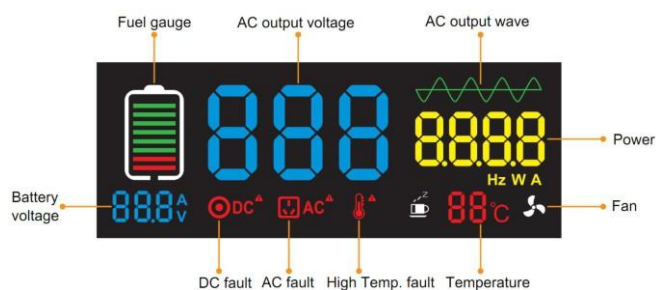 Fuel gauge
AC output voltage
AC output wave
888
8.8.8.8
Power
Hz W A
Battery
voltage
88.8 A
V
DC
AC
z
88°C
Fan
DC fault
AC fault
High Temp. fault
Temperature